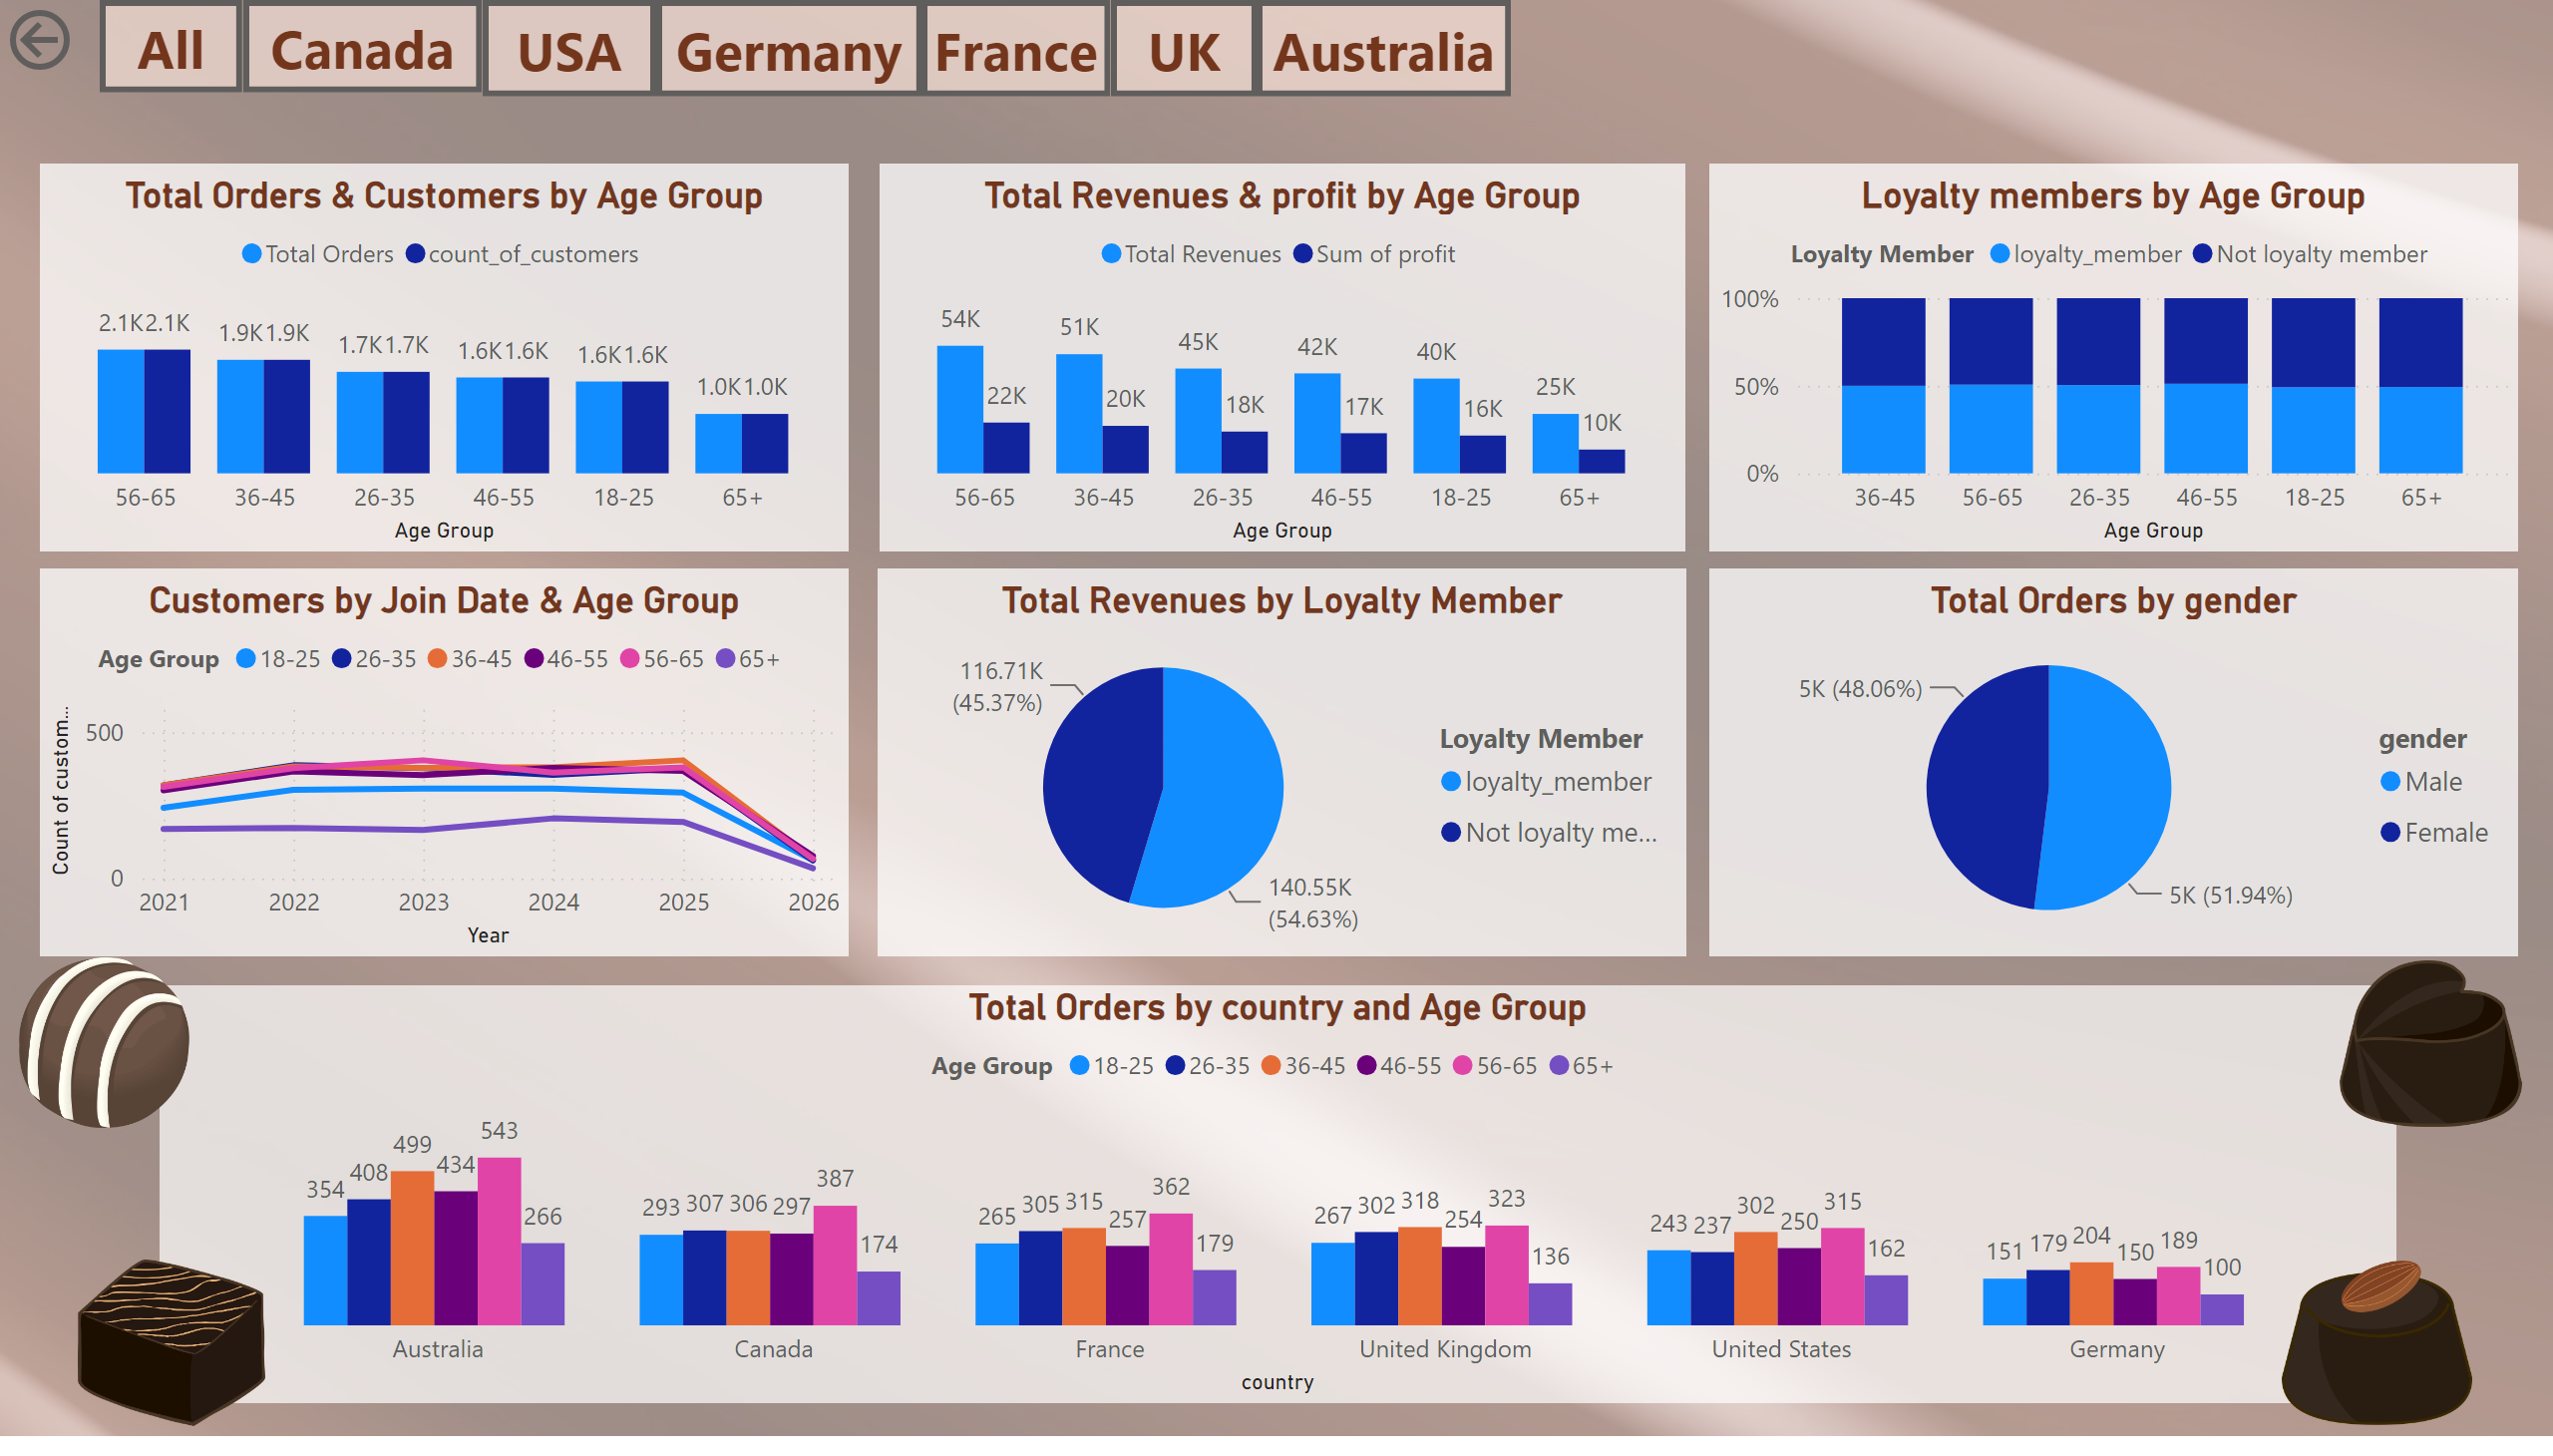 All Canada USA Germany France UK Australia
Total Orders & Customers by Age Group
Total Orders count_of_customers
2.1K 2.1K 1.9K 1.9K 1.7K 1.7K 1.6K 1.6K 1.6K 1.6K 1.0K 1.0K
56-65 36-45 26-35 46-55 18-25 65+
Age Group
Total Revenues & profit by Age Group
Total Revenues Sum of profit
54K 22K 51K 20K 45K 18K 42K 17K 40K 16K 25K 10K
56-65 36-45 26-35 46-55 18-25 65+
Age Group
Loyalty members by Age Group
Loyalty Member loyalty_member Not loyalty member
100%
50%
0%
36-45 56-65 26-35 46-55 18-25 65+
Age Group
Customers by Join Date & Age Group
Age Group 18-25 26-35 36-45 46-55 56-65 65+
Count of custom...
500
0
2021 2022 2023 2024 2025 2026
Year
Total Revenues by Loyalty Member
116.71K
(45.37%)
140.55K
(54.63%)
Loyalty Member
loyalty_member
Not loyalty me...
Total Orders by gender
5K (48.06%)
5K (51.94%)
gender
Male
Female
Total Orders by country and Age Group
Age Group 18-25 26-35 36-45 46-55 56-65 65+
354 408 499 434 543 266
293 307 306 297 387 174
265 305 315 257 362 179
267 302 318 254 323 136
243 237 302 250 315 162
151 179 204 150 189 100
Australia Canada France United Kingdom United States Germany
country